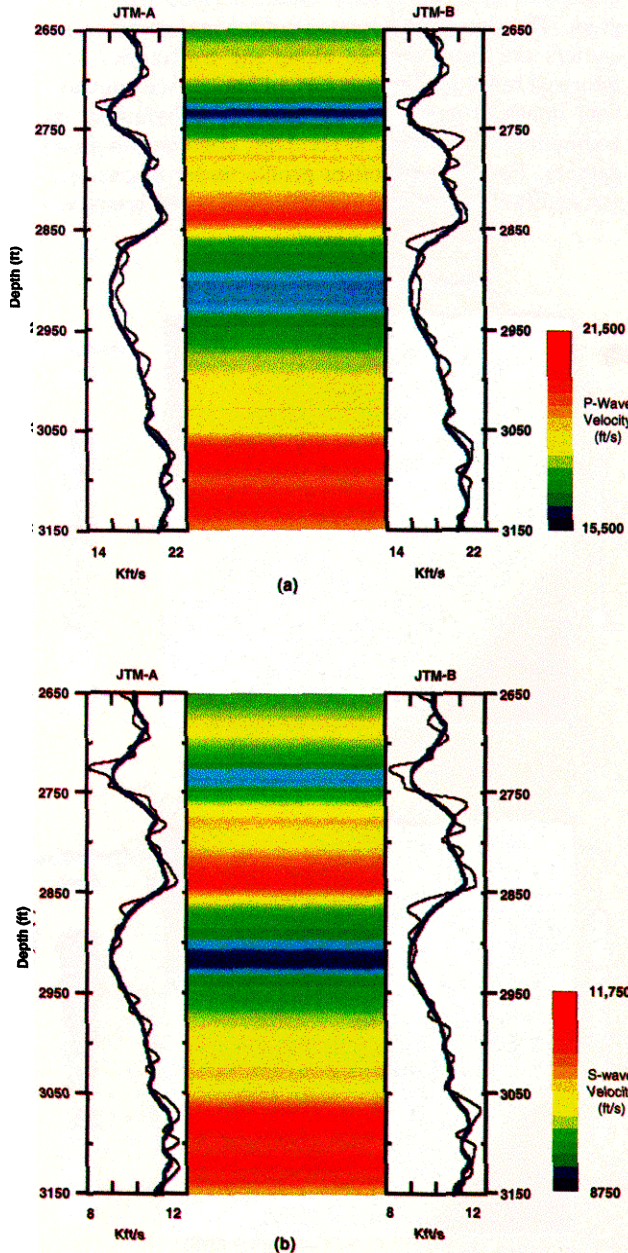 JTM-A JTM-B
2650 2650
2750 2750
2850 2850
Depth (ft)
2950 2950
3050 3050
3150 3150
14 22 14 22
Kft/s Kft/s
(a)
21,500
P-Wave
Velocity
(ft/s)
15,500
JTM-A JTM-B
2650 2650
2750 2750
2850 2850
Depth (ft)
2950 2950
3050 3050
3150 3150
8 12 8 12
Kft/s Kft/s
(b)
11,750
S-wave
Velocity
(ft/s)
8750